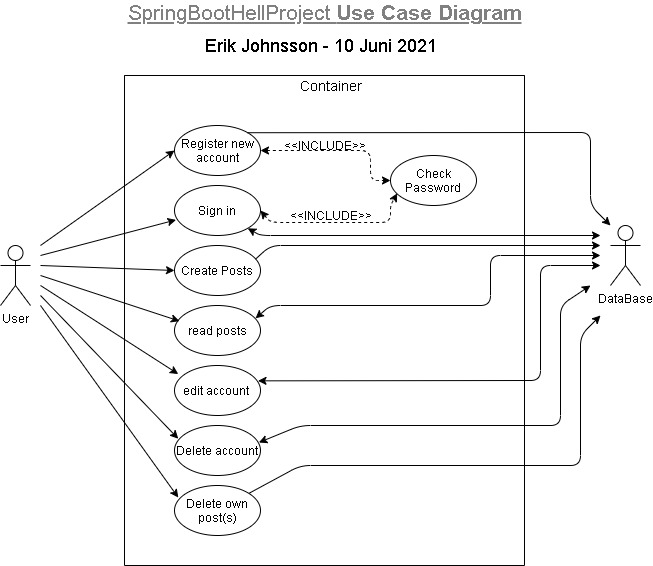 SpringBootHellProject Use Case Diagram
Erik Johnsson - 10 Juni 2021
Container
Register new
account
<<INCLUDE>>
Check
Password
Sign in
<<INCLUDE>>
Create Posts
DataBase
User
read posts
edit account
Delete account
Delete own
post(s)